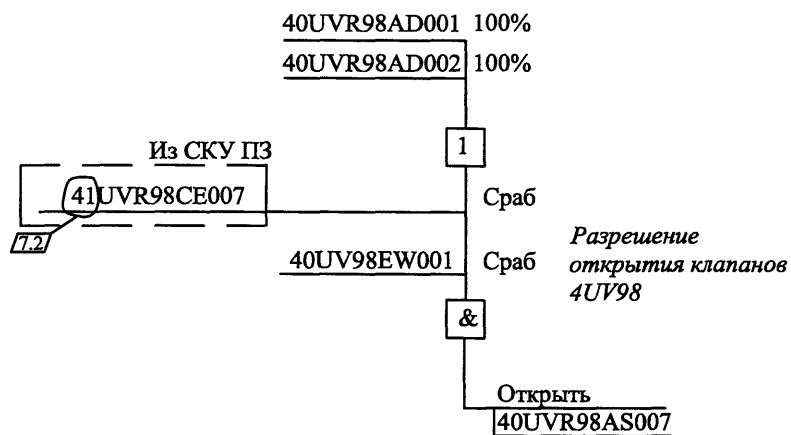 40UVR98AD001 100%
40UVR98AD002 100%
1
Из СКУ ПЗ
41UVR98CE007
Сраб
7.2
40UV98EW001 Сраб
Разрешение
открытия клапанов
4UV98
&
Открыть
40UVR98AS007